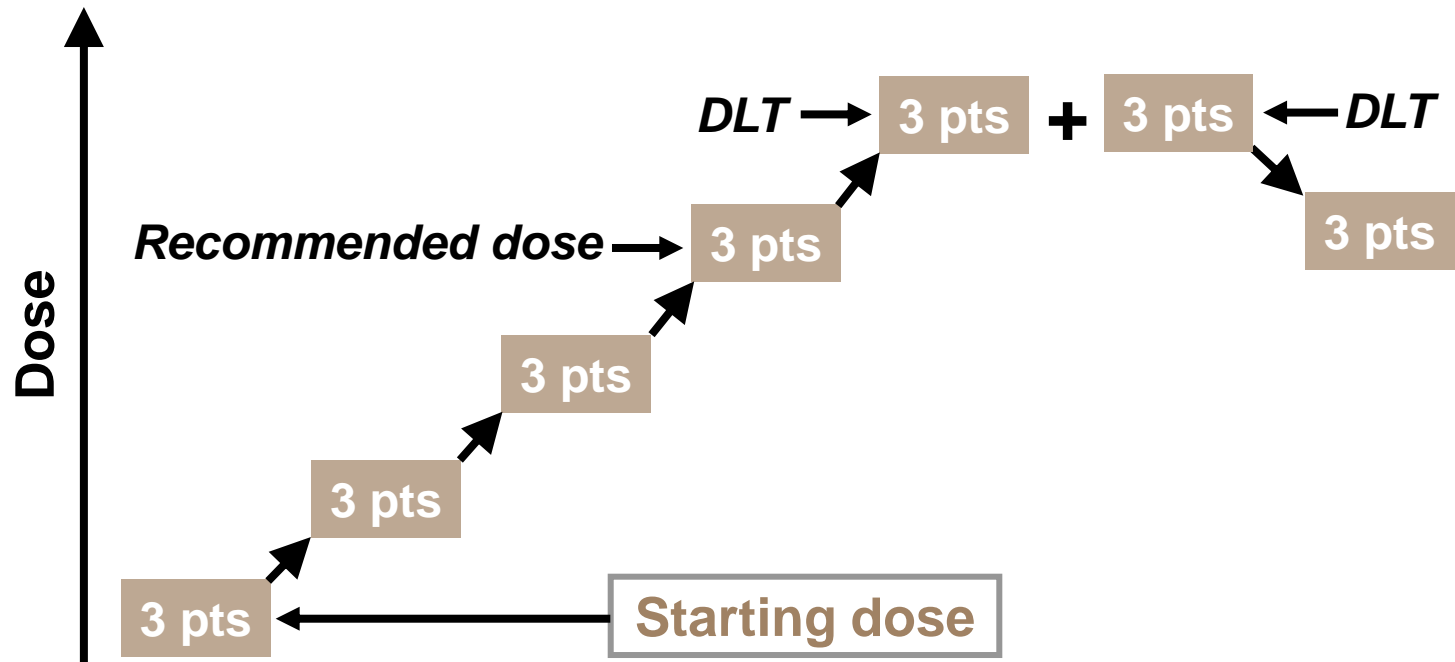 DLT
3 pts
+
3 pts
DLT
Recommended dose
3 pts
3 pts
Dose
3 pts
3 pts
3 pts
Starting dose